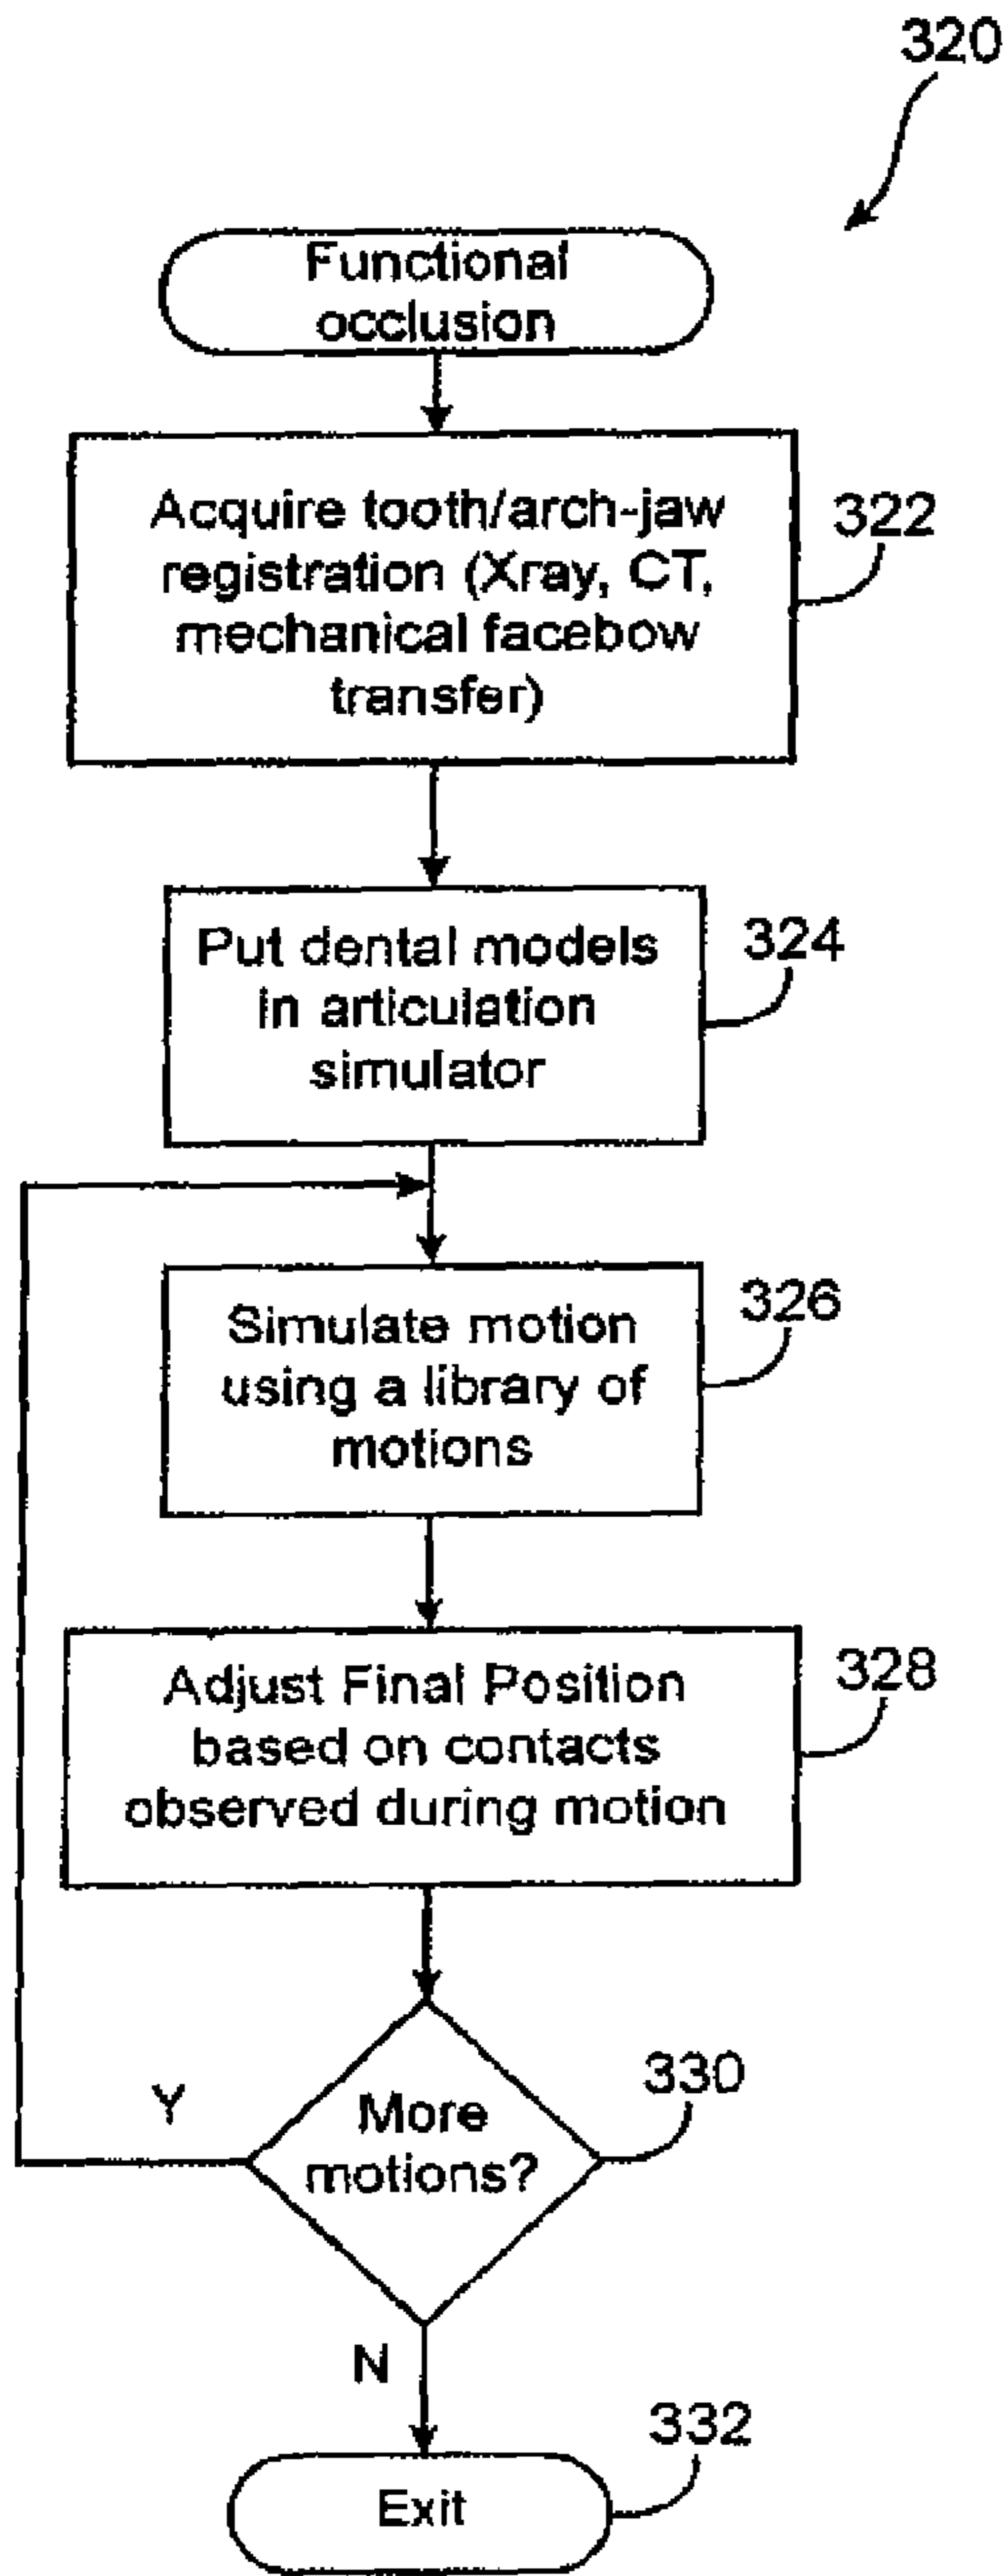 320
Functional
occlusion
Acquire tooth/arch-jaw
registration (Xray, CT,
mechanical facebow
transfer)
322
Put dental models
in articulation
simulator
324
Simulate motion
using a library of
motions
326
Adjust Final Position
based on contacts
observed during motion
328
More
motions?
330
Y
N
Exit
332